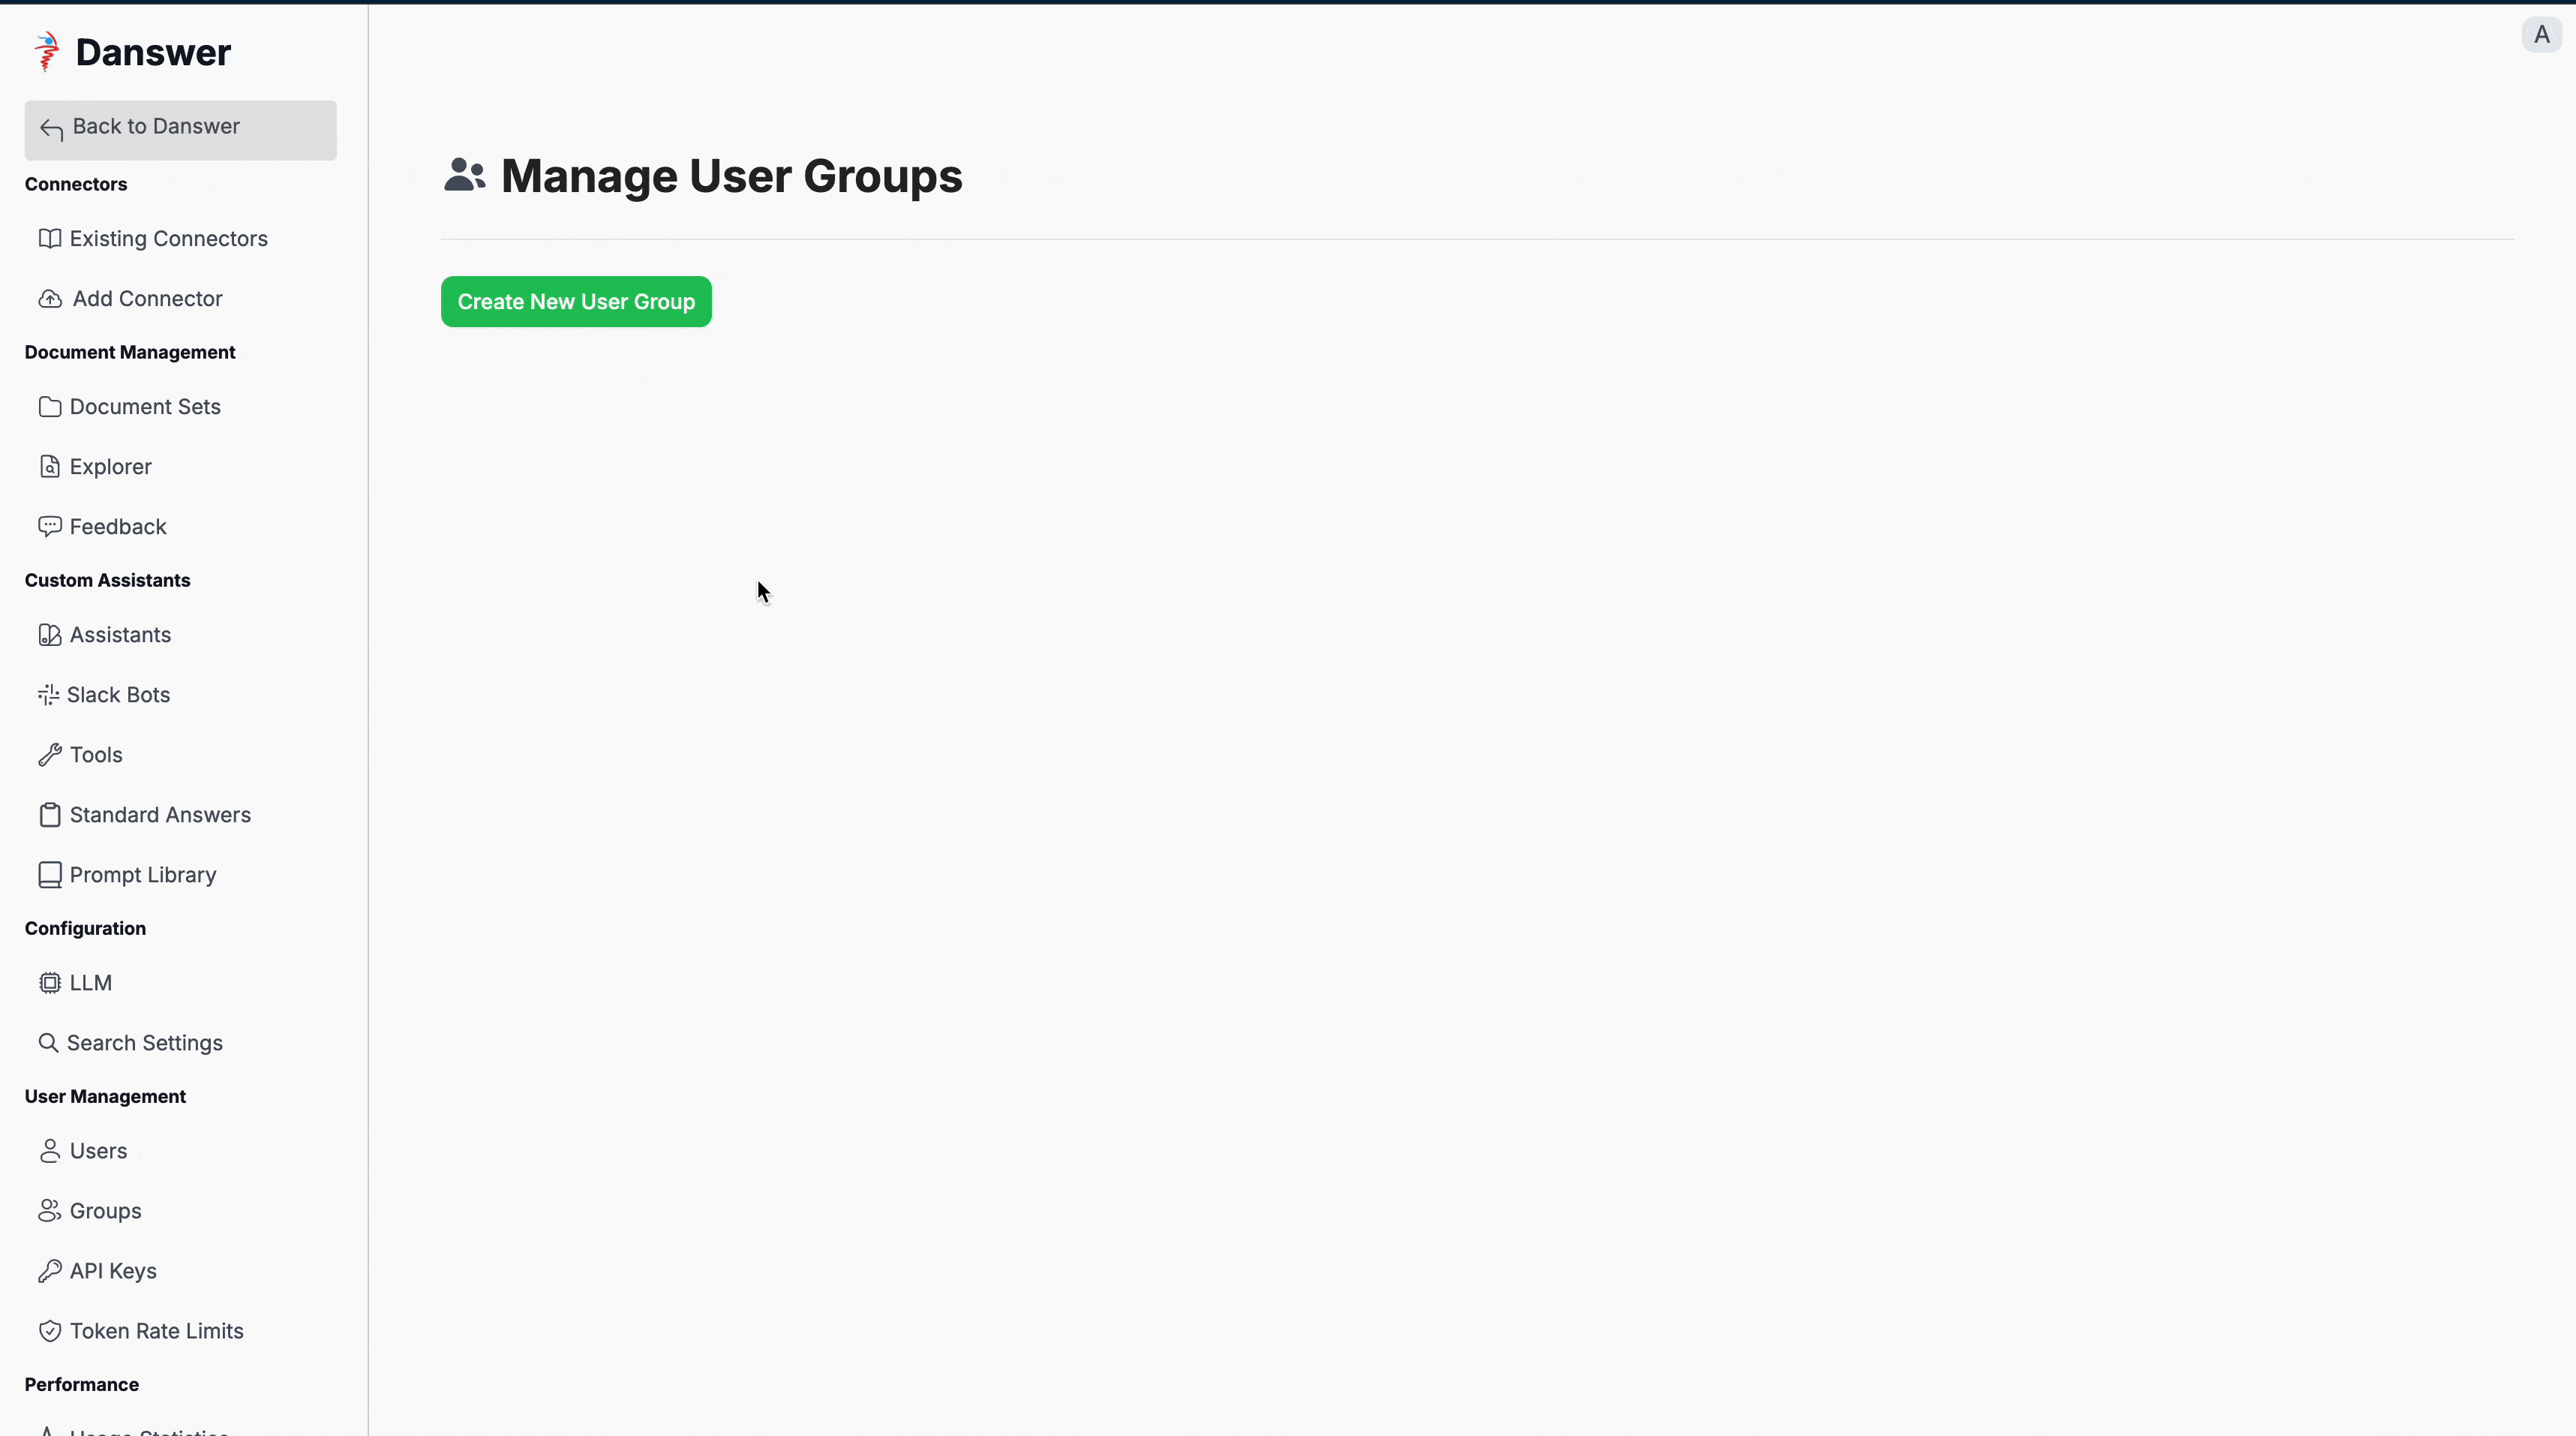 Danswer
A
Back to Danswer
Connectors
Existing Connectors
Add Connector
Document Management
Document Sets
Explorer
Feedback
Custom Assistants
Assistants
Slack Bots
Tools
Standard Answers
Prompt Library
Configuration
LLM
Search Settings
User Management
Users
Groups
API Keys
Token Rate Limits
Performance
Usage Statistics
Manage User Groups
Create New User Group